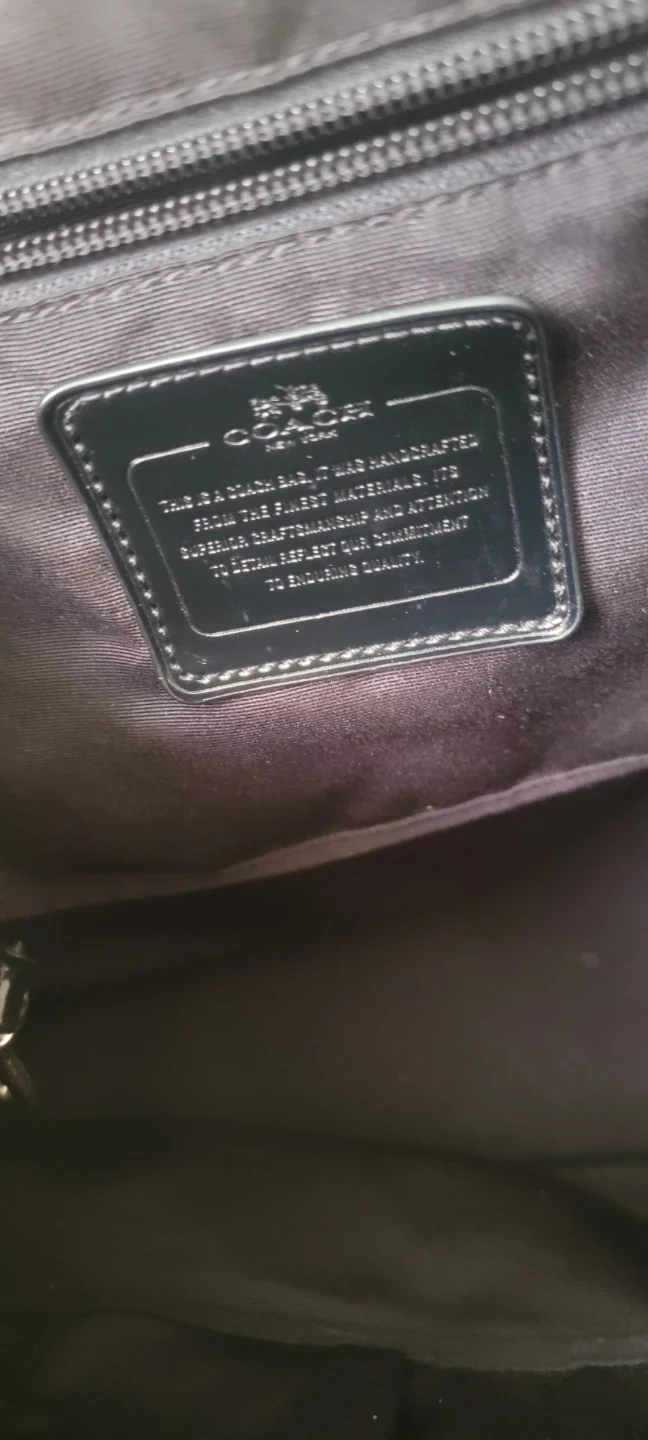 COACH
NEW YORK
THIS IS A COACH BAG. IT WAS HANDCRAFTED
FROM THE FINEST MATERIALS. ITS
SUPERIOR CRAFTSMANSHIP AND ATTENTION
TO DETAIL REFLECT OUR COMMITMENT
TO ENDURING QUALITY.